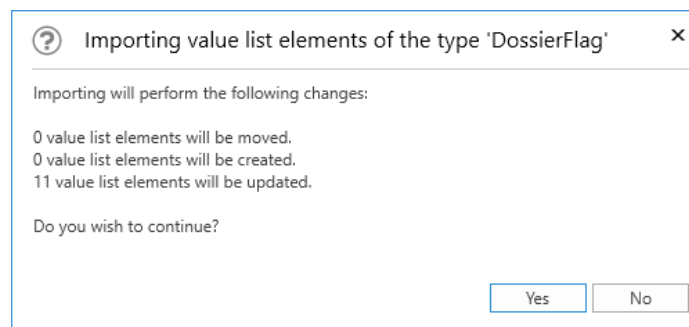 Importing value list elements of the type 'DossierFlag'
Importing will perform the following changes:
0 value list elements will be moved.
0 value list elements will be created.
11 value list elements will be updated.
Do you wish to continue?
Yes No